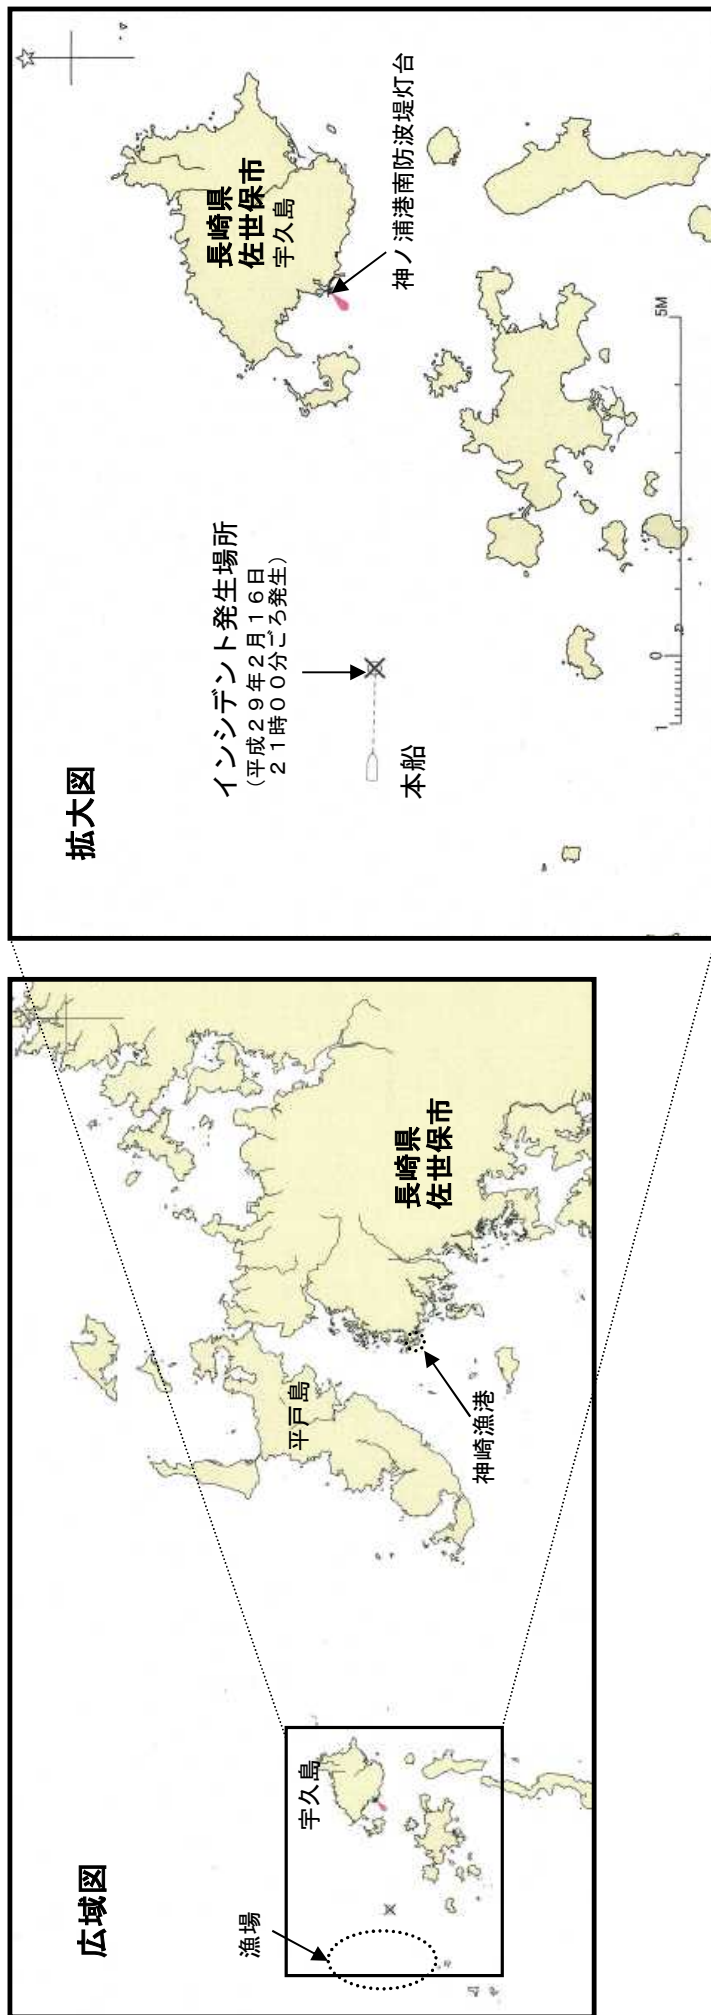 広域図
漁場
宇久島
平戸島
神崎漁港
長崎県
佐世保市
拡大図
インシデント発生場所
(平成29年2月16日
21時00分ごろ発生)
本船
長崎県
佐世保市
宇久島
神ノ浦港南防波堤灯台
1
0
5M